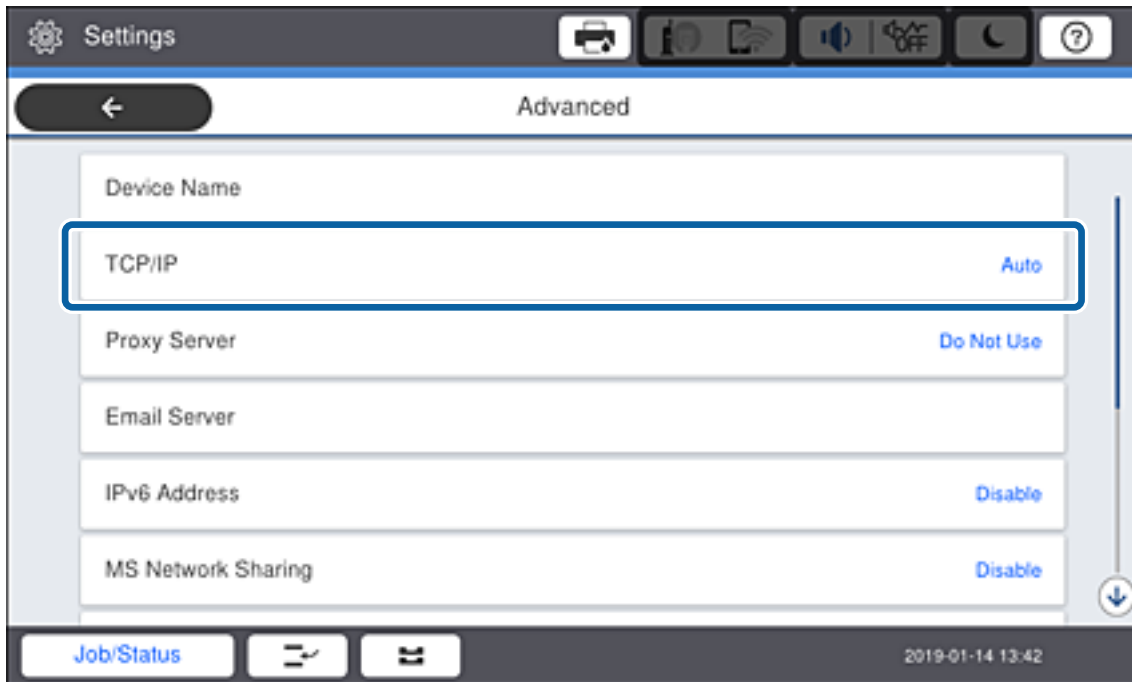 Settings
OFF
?
Advanced
Device Name
TCP/IP Auto
Proxy Server Do Not Use
Email Server
IPv6 Address Disable
MS Network Sharing Disable
Job/Status 2019-01-14 13:42